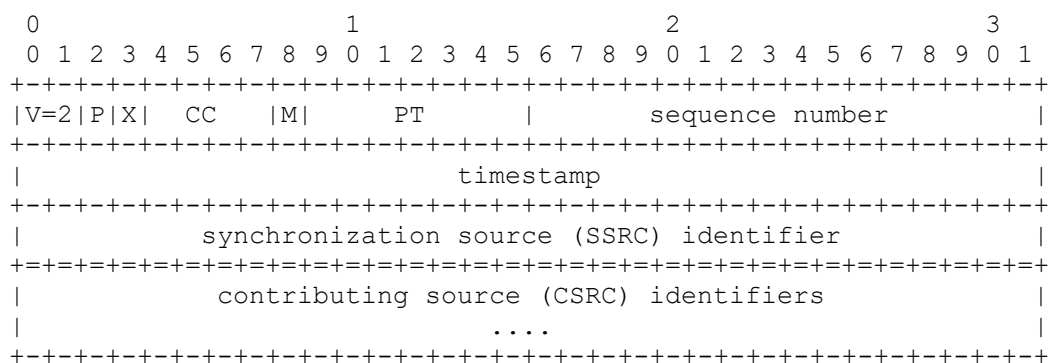 0                   1                   2                   3
 0 1 2 3 4 5 6 7 8 9 0 1 2 3 4 5 6 7 8 9 0 1 2 3 4 5 6 7 8 9 0 1
+-+-+-+-+-+-+-+-+-+-+-+-+-+-+-+-+-+-+-+-+-+-+-+-+-+-+-+-+-+-+-+-+
|V=2|P|X|  CC   |M|     PT      |       sequence number         |
+-+-+-+-+-+-+-+-+-+-+-+-+-+-+-+-+-+-+-+-+-+-+-+-+-+-+-+-+-+-+-+-+
|                           timestamp                           |
+-+-+-+-+-+-+-+-+-+-+-+-+-+-+-+-+-+-+-+-+-+-+-+-+-+-+-+-+-+-+-+-+
|           synchronization source (SSRC) identifier            |
+=+=+=+=+=+=+=+=+=+=+=+=+=+=+=+=+=+=+=+=+=+=+=+=+=+=+=+=+=+=+=+=+
|            contributing source (CSRC) identifiers             |
|                             ....                              |
+-+-+-+-+-+-+-+-+-+-+-+-+-+-+-+-+-+-+-+-+-+-+-+-+-+-+-+-+-+-+-+-+